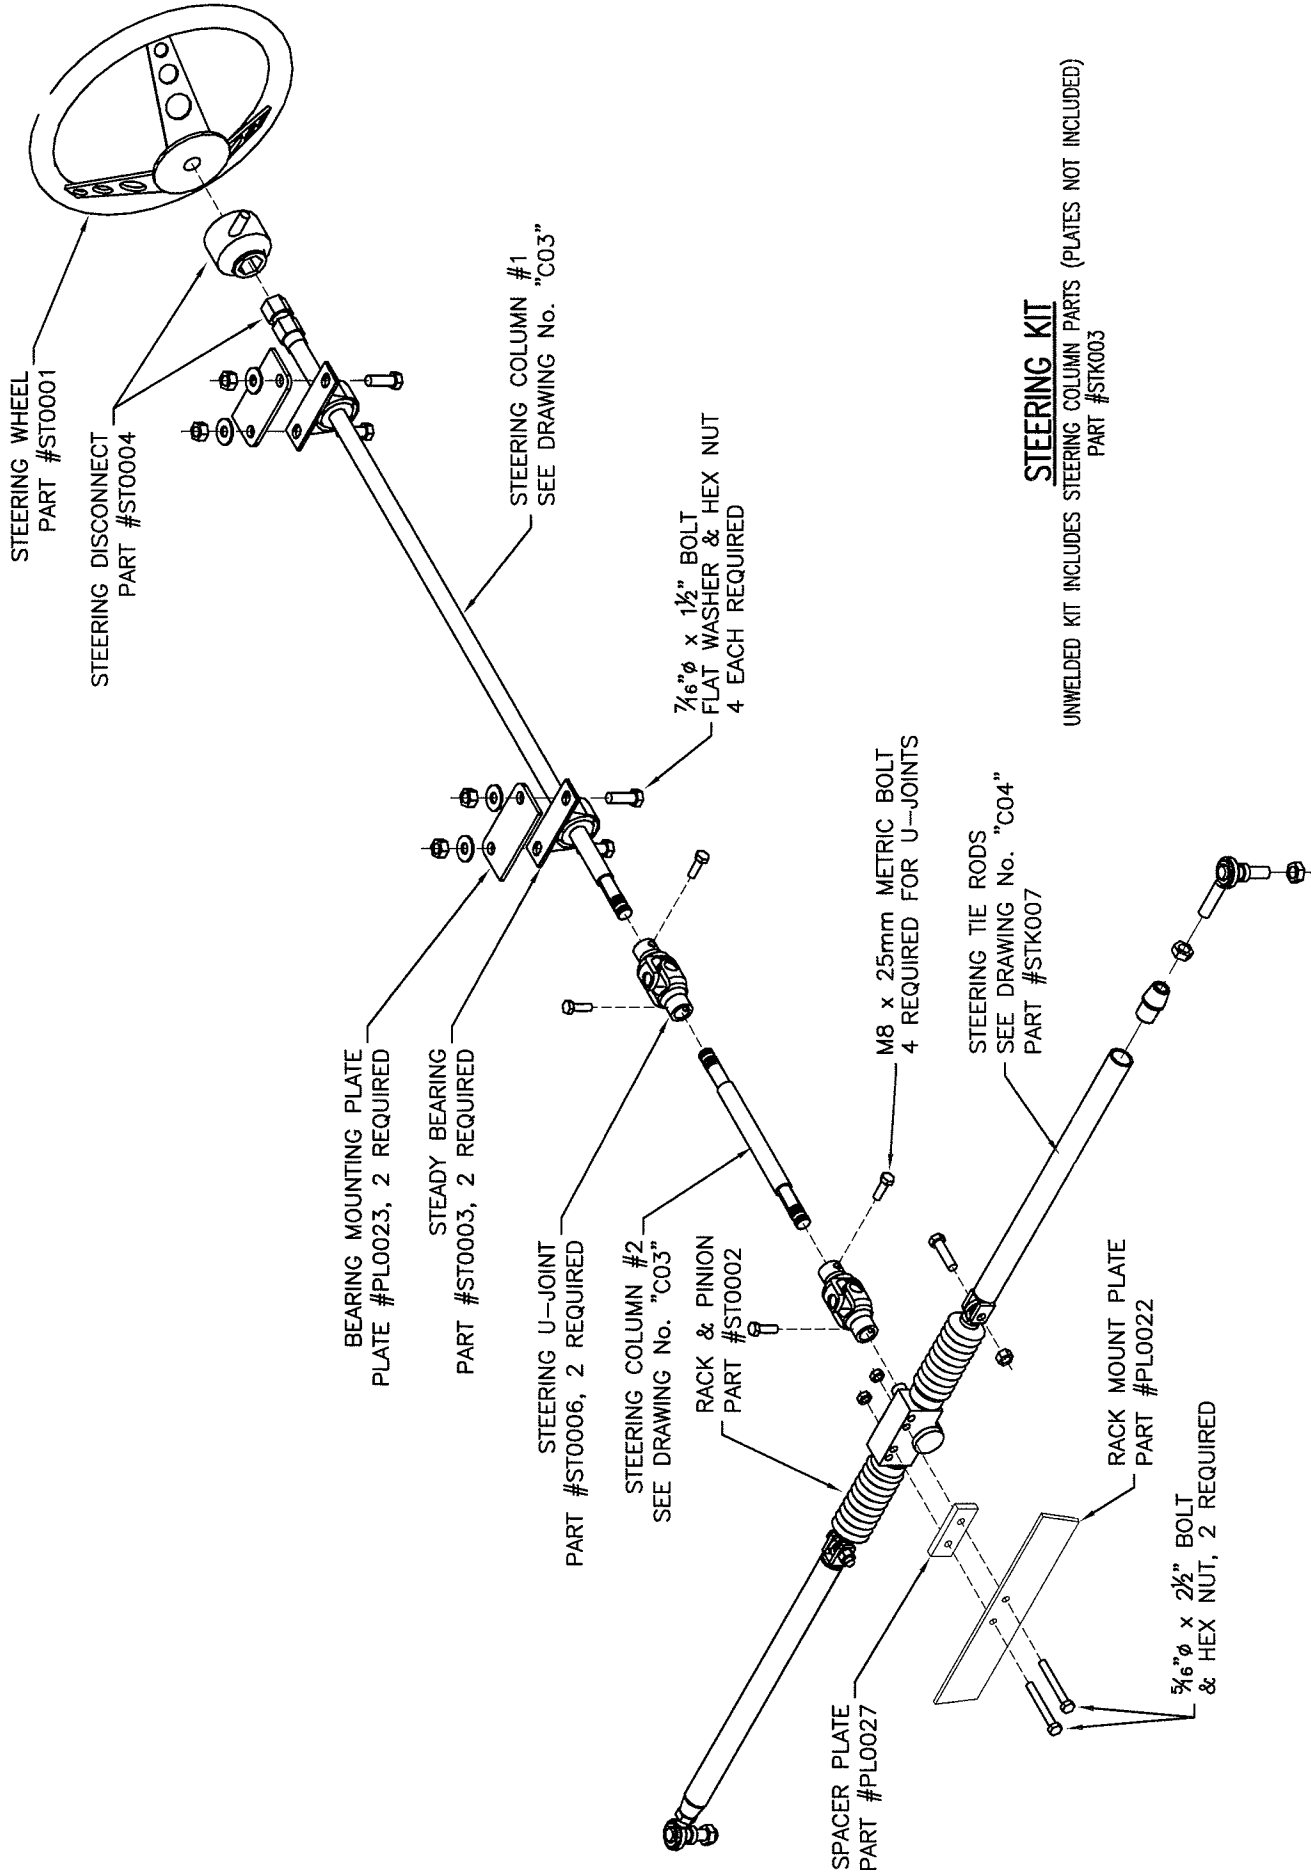 STEERING WHEEL
PART #ST0001
STEERING DISCONNECT
PART #ST0004
STEERING COLUMN #1
SEE DRAWING No. "C03"
7/16"ø x 1½" BOLT
FLAT WASHER & HEX NUT
4 EACH REQUIRED
BEARING MOUNTING PLATE
PLATE #PL0023, 2 REQUIRED
STEADY BEARING
PART #ST0003, 2 REQUIRED
STEERING U-JOINT
PART #ST0006, 2 REQUIRED
STEERING COLUMN #2
SEE DRAWING No. "C03"
RACK & PINION
PART #ST0002
M8 x 25mm METRIC BOLT
4 REQUIRED FOR U-JOINTS
STEERING TIE RODS
SEE DRAWING No. "C04"
PART #STK007
SPACER PLATE
PART #PL0027
RACK MOUNT PLATE
PART #PL0022
5/16"ø x 2½" BOLT
& HEX NUT, 2 REQUIRED
STEERING KIT
UNWELDED KIT INCLUDES STEERING COLUMN PARTS (PLATES NOT INCLUDED)
PART #STK003